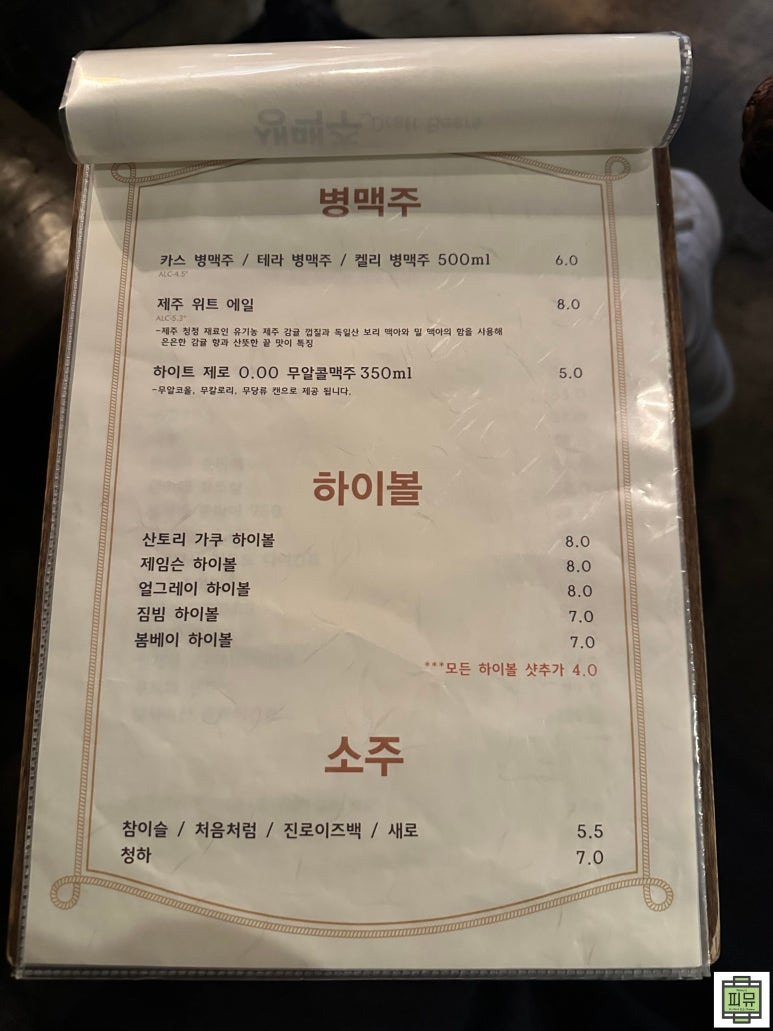 생맥주 Draft Beers
병맥주
카스 병맥주 / 테라 병맥주 / 켈리 병맥주 500ml 6.0
ALC-4.5°
제주 위트 에일 8.0
ALC-5.3°
-제주 청정 재료인 유기농 제주 감귤 껍질과 독일산 보리 맥아와 밀 맥아의 함을 사용해
은은한 감귤 향과 산뜻한 끝 맛이 특징
하이트 제로 0.00 무알콜맥주 350ml 5.0
-무알코올, 무칼로리, 무당류 캔으로 제공 됩니다.
하이볼
산토리 가쿠 하이볼 8.0
제임슨 하이볼 8.0
얼그레이 하이볼 8.0
짐빔 하이볼 7.0
봄베이 하이볼 7.0
***모든 하이볼 샷추가 4.0
소주
참이슬 / 처음처럼 / 진로이즈백 / 새로 5.5
청하 7.0
피뮤